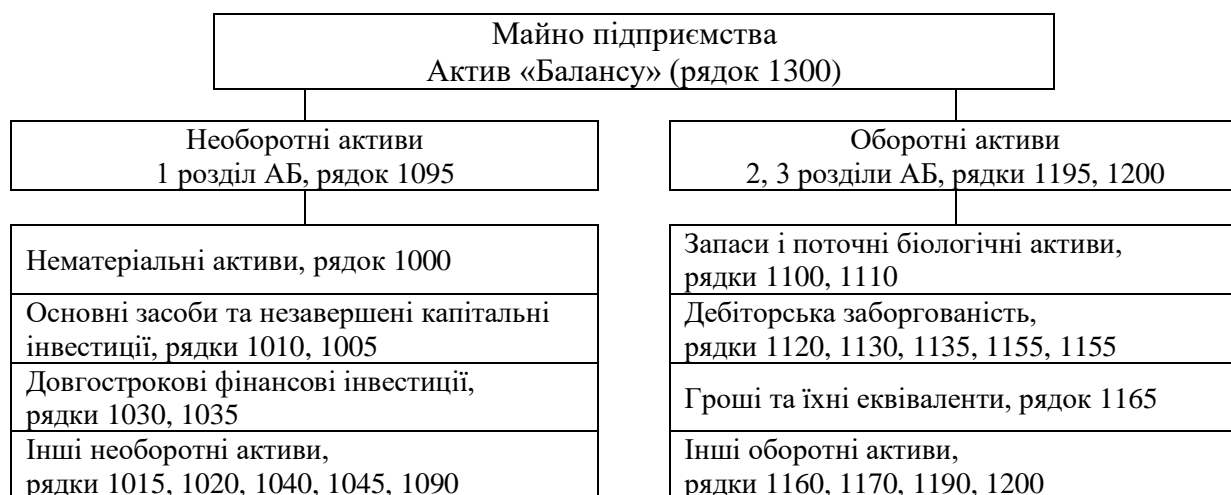 Майно підприємства
Актив «Балансу» (рядок 1300)
Необоротні активи
1 розділ АБ, рядок 1095
Оборотні активи
2, 3 розділи АБ, рядки 1195, 1200
Нематеріальні активи, рядок 1000
Основні засоби та незавершені капітальні
інвестиції, рядки 1010, 1005
Довгострокові фінансові інвестиції,
рядки 1030, 1035
Інші необоротні активи,
рядки 1015, 1020, 1040, 1045, 1090
Запаси і поточні біологічні активи,
рядки 1100, 1110
Дебіторська заборгованість,
рядки 1120, 1130, 1135, 1155, 1155
Гроші та їхні еквіваленти, рядок 1165
Інші оборотні активи,
рядки 1160, 1170, 1190, 1200